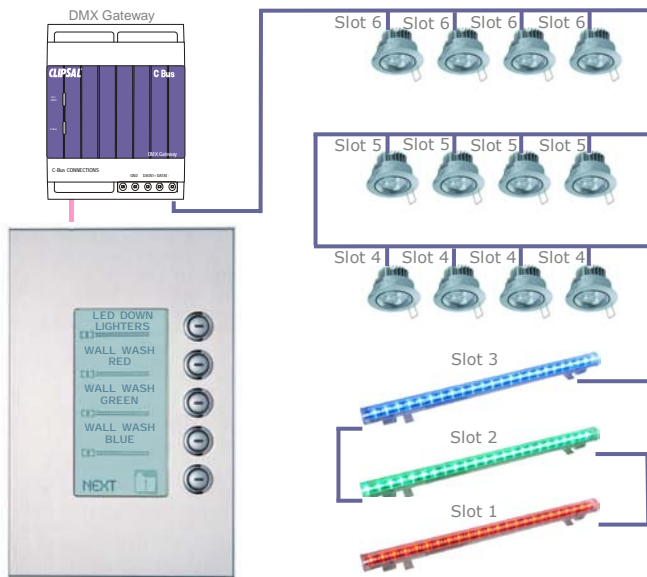 DMX Gateway
CLIPSAL
C Bus
DMX Gateway
C-Bus CONNECTIONS
GND
Slot 6 Slot 6 Slot 6 Slot 6
Slot 5 Slot 5 Slot 5 Slot 5
Slot 4 Slot 4 Slot 4 Slot 4
LED DOWN
LIGHTERS
WALL WASH
RED
WALL WASH
GREEN
WALL WASH
BLUE
NEXT
1
Slot 3
Slot 2
Slot 1